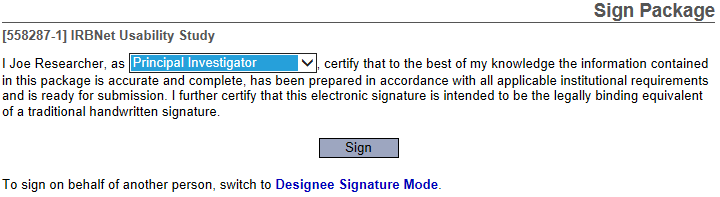 Sign Package
[558287-1] IRBNet Usability Study
I Joe Researcher, as Principal Investigator, certify that to the best of my knowledge the information contained
in this package is accurate and complete, has been prepared in accordance with all applicable institutional requirements
and is ready for submission. I further certify that this electronic signature is intended to be the legally binding equivalent
of a traditional handwritten signature.
Sign
To sign on behalf of another person, switch to Designee Signature Mode.